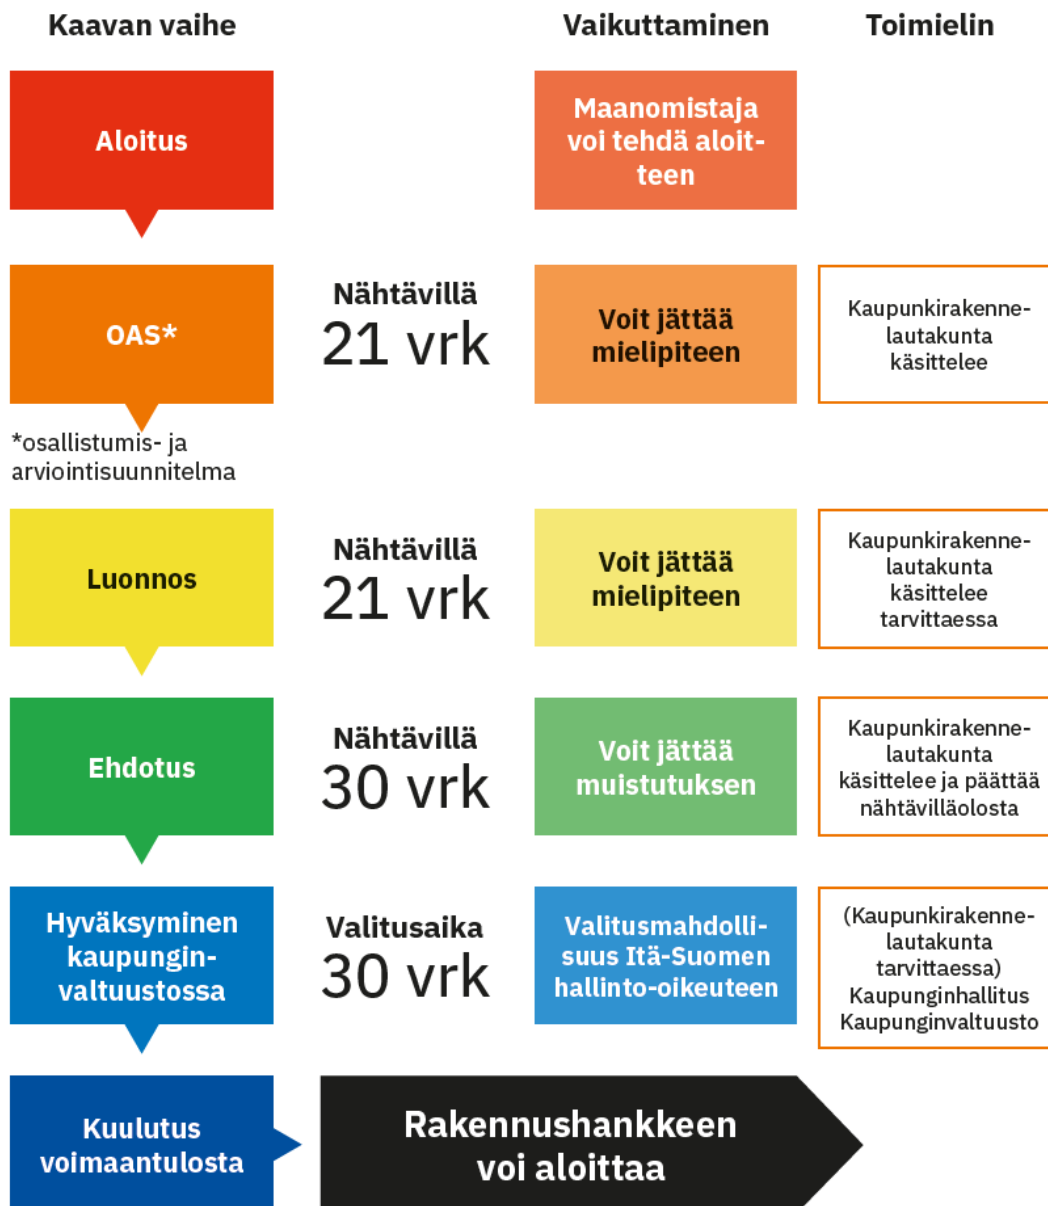 Kaavan vaihe
Vaikuttaminen
Toimielin
Aloitus
Maanomistaja
voi tehdä aloit-
teen
OAS*
Nähtävillä
21 vrk
Voit jättää
mielipiteen
Kaupunkirakenne-
lautakunta
käsittelee
*osallistumis- ja
arviointisuunnitelma
Luonnos
Nähtävillä
21 vrk
Voit jättää
mielipiteen
Kaupunkirakenne-
lautakunta
käsittelee
tarvittaessa
Ehdotus
Nähtävillä
30 vrk
Voit jättää
muistutuksen
Kaupunkirakenne-
lautakunta
käsittelee ja päättää
nähtävilläolosta
Hyväksyminen
kaupungin-
valtuustossa
Valitusaika
30 vrk
Valitusmahdolli-
suus Itä-Suomen
hallinto-oikeuteen
(Kaupunkirakenne-
lautakunta
tarvittaessa)
Kaupunginhallitus
Kaupunginvaltuusto
Kuulutus
voimaantulosta
Rakennushankkeen
voi aloittaa